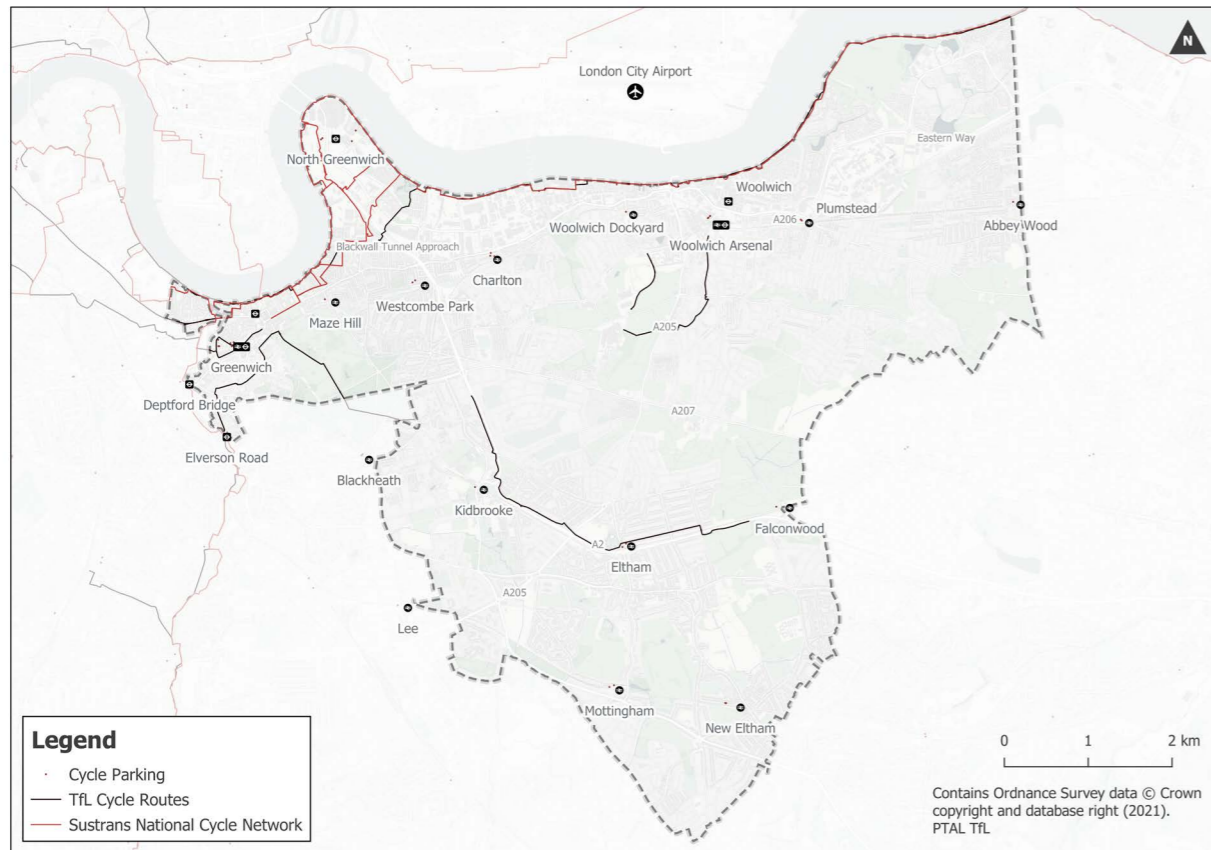 N
London City Airport
Eastern Way
North Greenwich
Woolwich
Plumstead
A206
Woolwich Dockyard
Woolwich Arsenal
Abbey Wood
Blackwall Tunnel Approach
Charlton
Westcombe Park
Maze Hill
A205
Greenwich
Deptford Bridge
A207
Elverson Road
Blackheath
Kidbrooke
Falconwood
A2
Eltham
A205
Lee
Mottingham
New Eltham
Legend
Cycle Parking
TfL Cycle Routes
Sustrans National Cycle Network
0 1 2 km
Contains Ordnance Survey data © Crown
copyright and database right (2021).
PTAL TfL